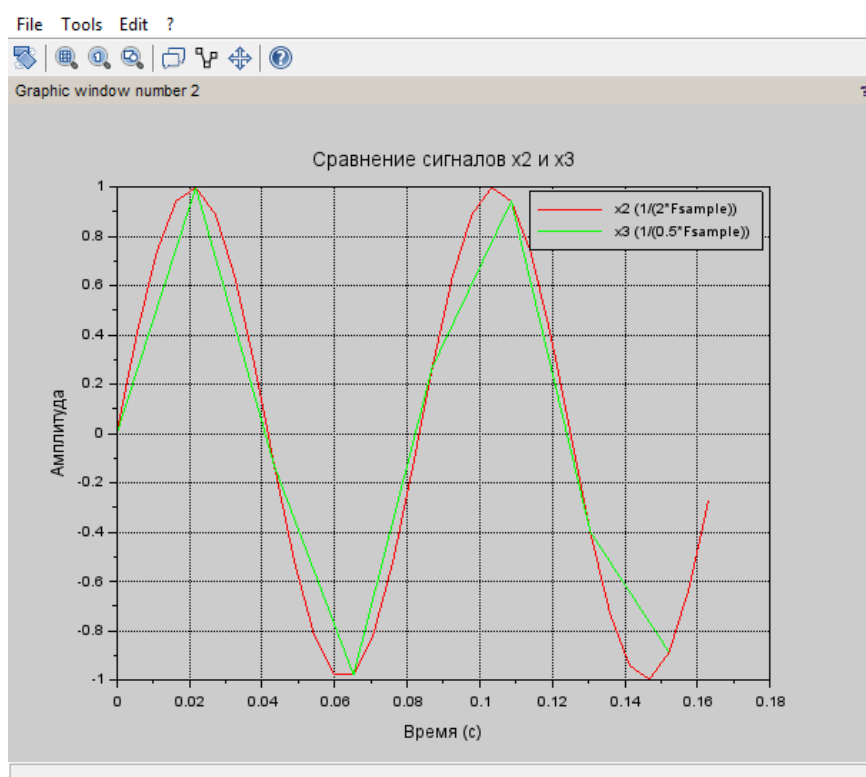 File Tools Edit ?
Graphic window number 2
?
Сравнение сигналов x2 и x3
x2 (1/(2*Fsample))
x3 (1/(0.5*Fsample))
Амплитуда
1
0.8
0.6
0.4
0.2
0
-0.2
-0.4
-0.6
-0.8
-1
0 0.02 0.04 0.06 0.08 0.1 0.12 0.14 0.16 0.18
Время (с)